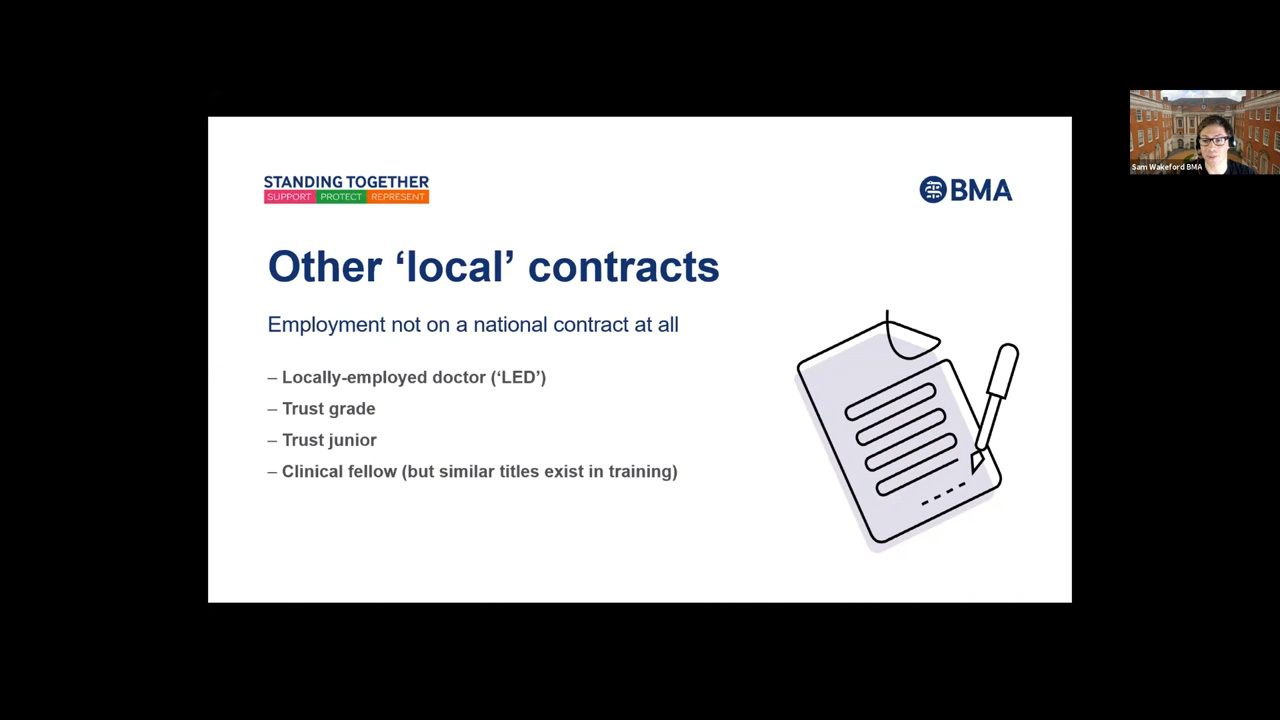 STANDING TOGETHER
SUPPORT PROTECT REPRESENT
BMA
Other ‘local’ contracts
Employment not on a national contract at all
– Locally-employed doctor (‘LED’)
– Trust grade
– Trust junior
– Clinical fellow (but similar titles exist in training)
Sam Wakeford BMA